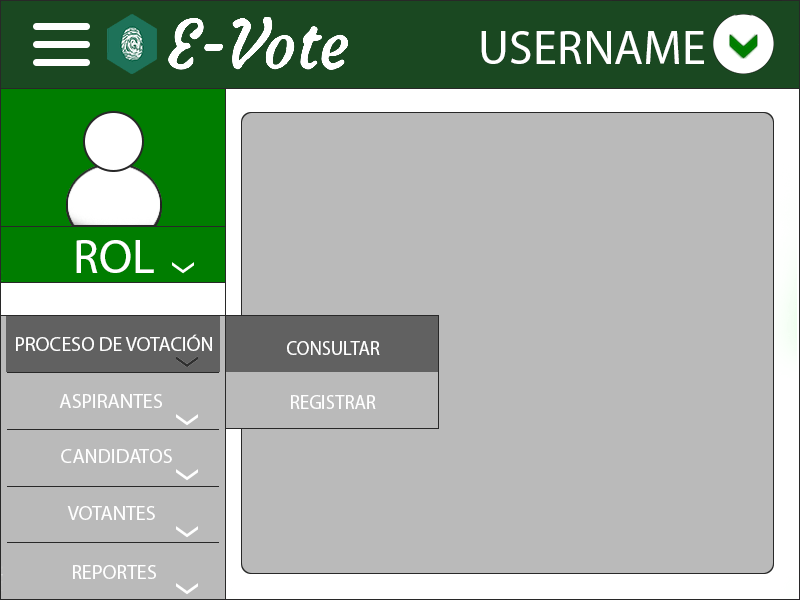 E-Vote
USERNAME
ROL
PROCESO DE VOTACIÓN
CONSULTAR
ASPIRANTES
REGISTRAR
CANDIDATOS
VOTANTES
REPORTES